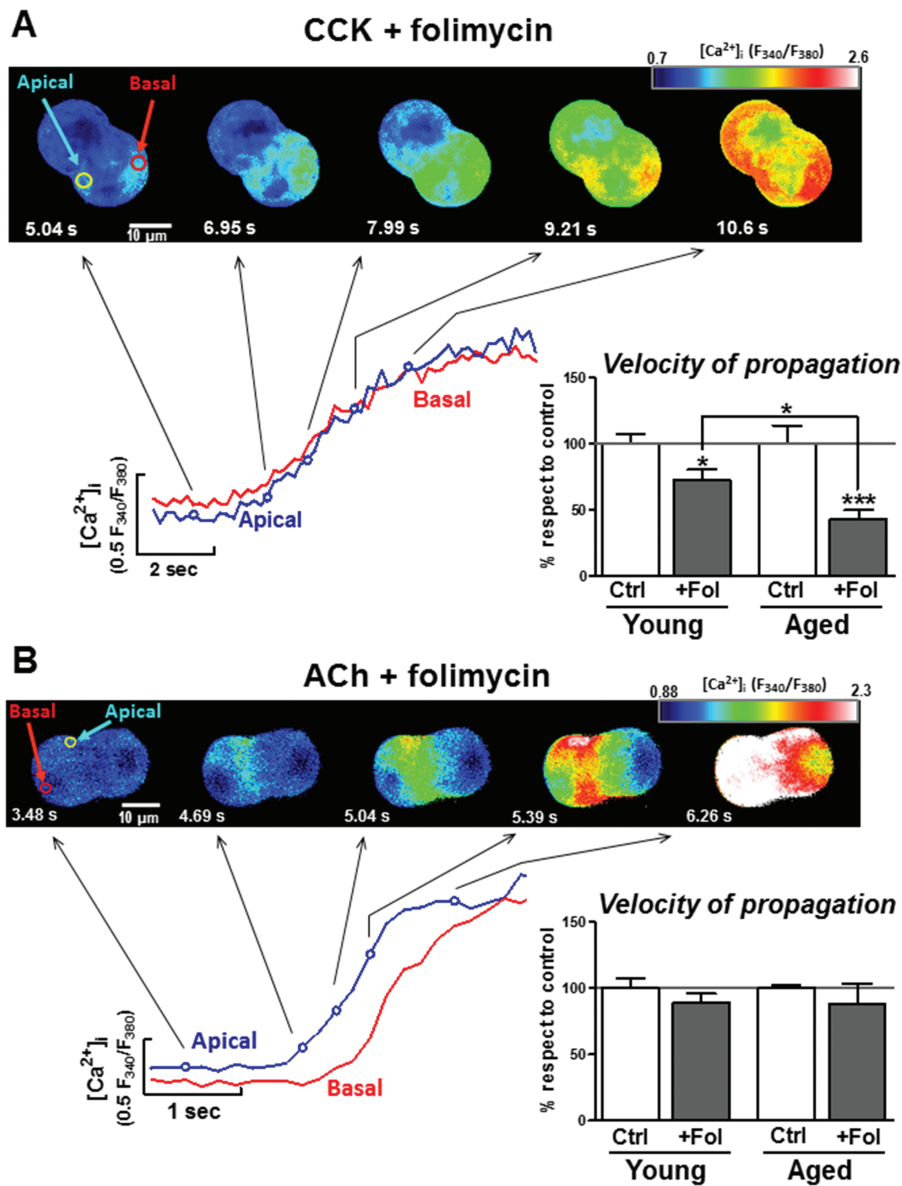 A
CCK + folimycin
[Ca²⁺]ᵢ (F₃₄₀/F₃₈₀)
0.7 2.6
Apical Basal
5.04 s 6.95 s 7.99 s 9.21 s 10.6 s
10 µm
Basal
Apical
[Ca²⁺]ᵢ
(0.5 F₃₄₀/F₃₈₀)
2 sec
Velocity of propagation
% respect to control
150
100
50
0
*
*
***
Ctrl +Fol Ctrl +Fol
Young Aged
B
ACh + folimycin
[Ca²⁺]ᵢ (F₃₄₀/F₃₈₀)
0.88 2.3
Basal Apical
3.48 s 4.69 s 5.04 s 5.39 s 6.26 s
10 µm
Apical
Basal
[Ca²⁺]ᵢ
(0.5 F₃₄₀/F₃₈₀)
1 sec
Velocity of propagation
% respect to control
150
100
50
0
Ctrl +Fol Ctrl +Fol
Young Aged